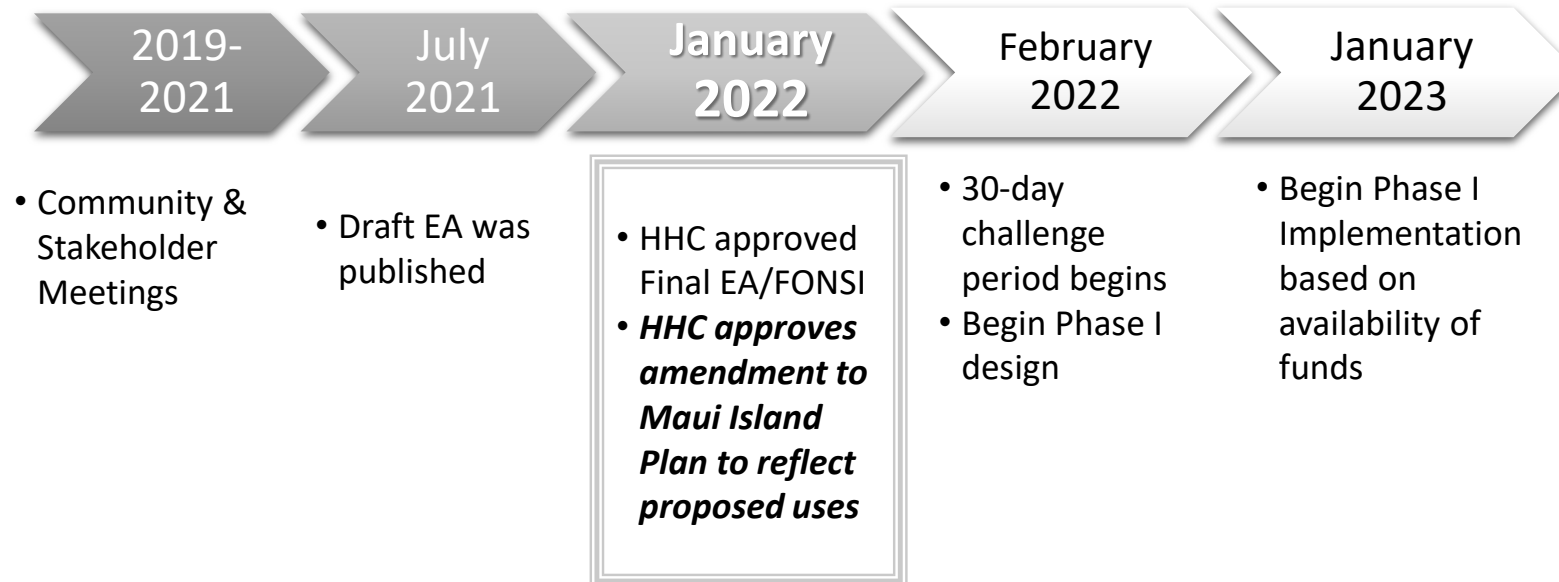 2019-
2021
July
2021
January
2022
February
2022
January
2023
• Community &
Stakeholder
Meetings
• Draft EA was
published
• HHC approved
Final EA/FONSI
• HHC approves
amendment to
Maui Island
Plan to reflect
proposed uses
• 30-day
challenge
period begins
• Begin Phase I
design
• Begin Phase I
Implementation
based on
availability of
funds